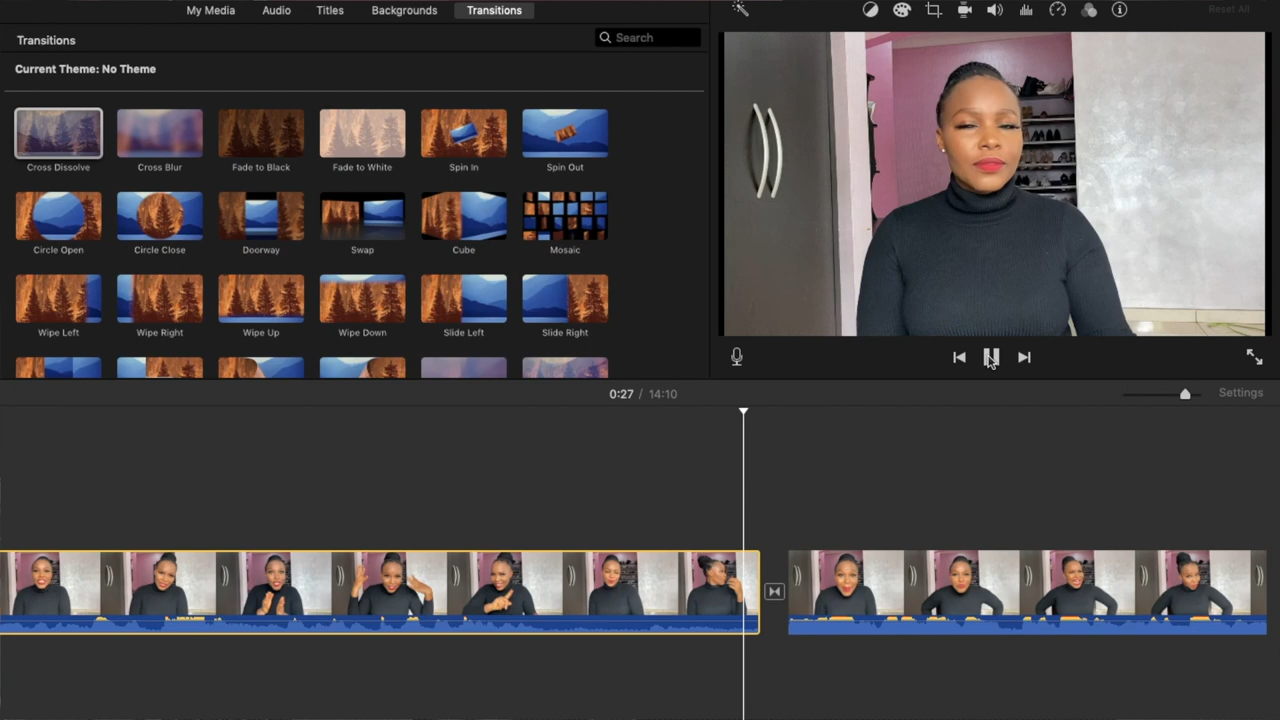 My Media Audio Titles Backgrounds Transitions
Reset All
Transitions
Search
Current Theme: No Theme
Cross Dissolve Cross Blur Fade to Black Fade to White Spin In Spin Out
Circle Open Circle Close Doorway Swap Cube Mosaic
Wipe Left Wipe Right Wipe Up Wipe Down Slide Left Slide Right
0:27 / 14:10
Settings